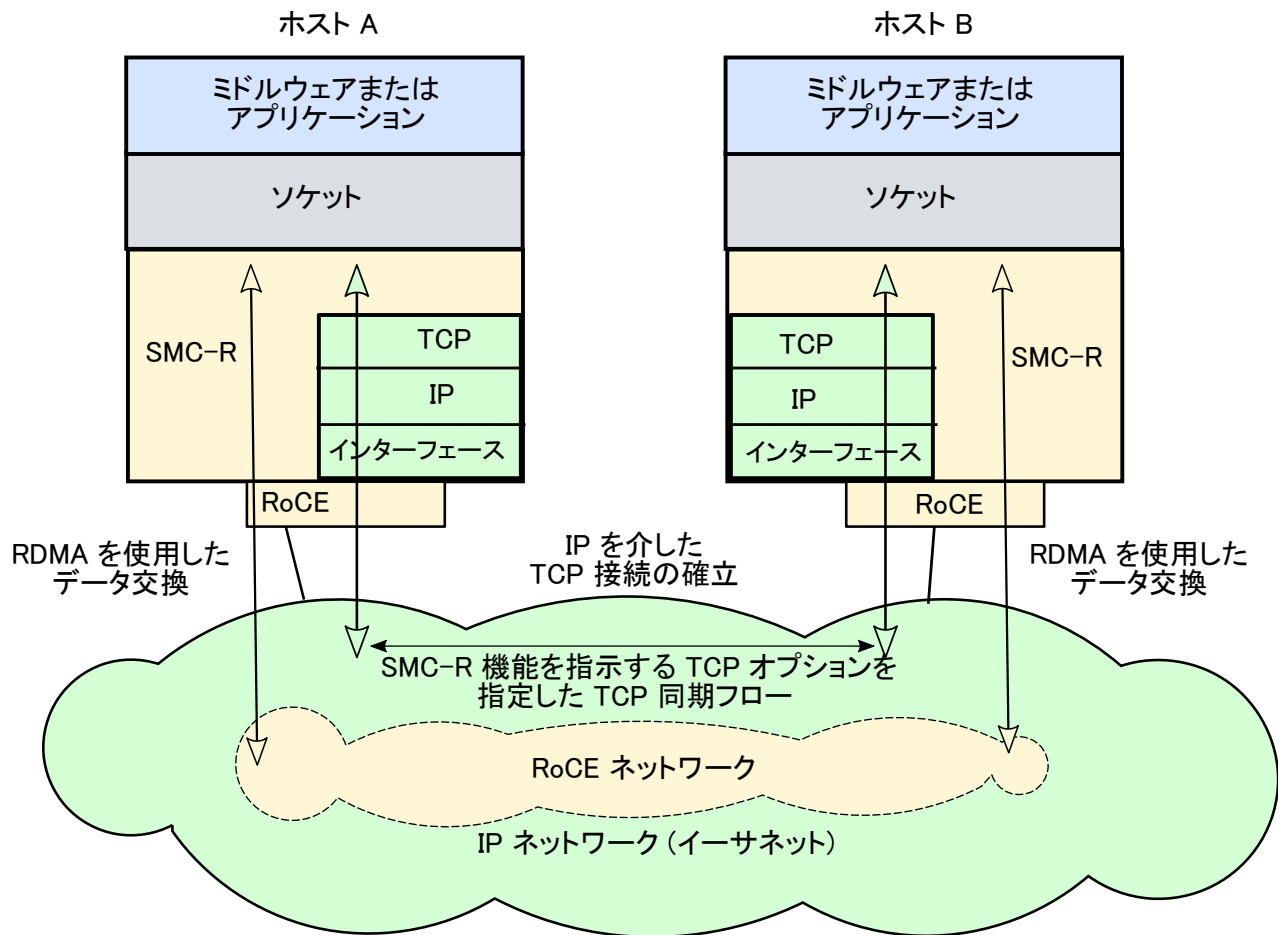 ホスト A
ホスト B
ミドルウェアまたは
アプリケーション
ミドルウェアまたは
アプリケーション
ソケット
ソケット
SMC-R
TCP
IP
インターフェース
TCP
IP
インターフェース
SMC-R
RoCE
RoCE
RDMA を使用した
データ交換
IP を介した
TCP 接続の確立
RDMA を使用した
データ交換
SMC-R 機能を指示する TCP オプションを
指定した TCP 同期フロー
RoCE ネットワーク
IP ネットワーク (イーサネット)